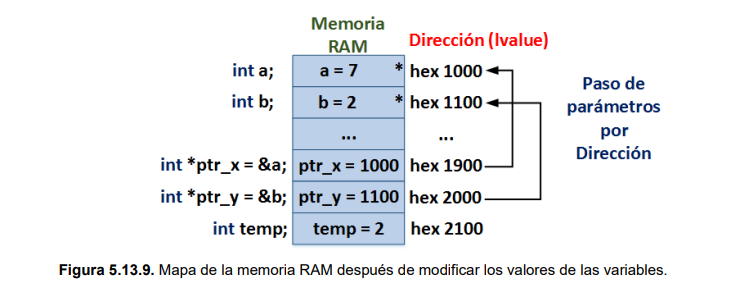 Memoria
RAM
Dirección (lvalue)
int a; a = 7 * hex 1000
int b; b = 2 * hex 1100
... ...
int *ptr_x = &a; ptr_x = 1000 hex 1900
int *ptr_y = &b; ptr_y = 1100 hex 2000
int temp; temp = 2 hex 2100
Paso de
parámetros
por
Dirección
Figura 5.13.9. Mapa de la memoria RAM después de modificar los valores de las variables.